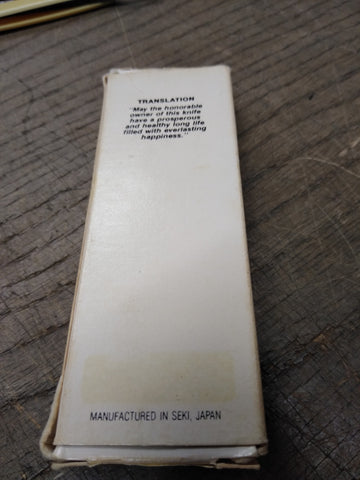 TRANSLATION
"May the honorable
owner of this knife
have a prosperous
and healthy long life
filled with everlasting
happiness."
MANUFACTURED IN SEKI, JAPAN